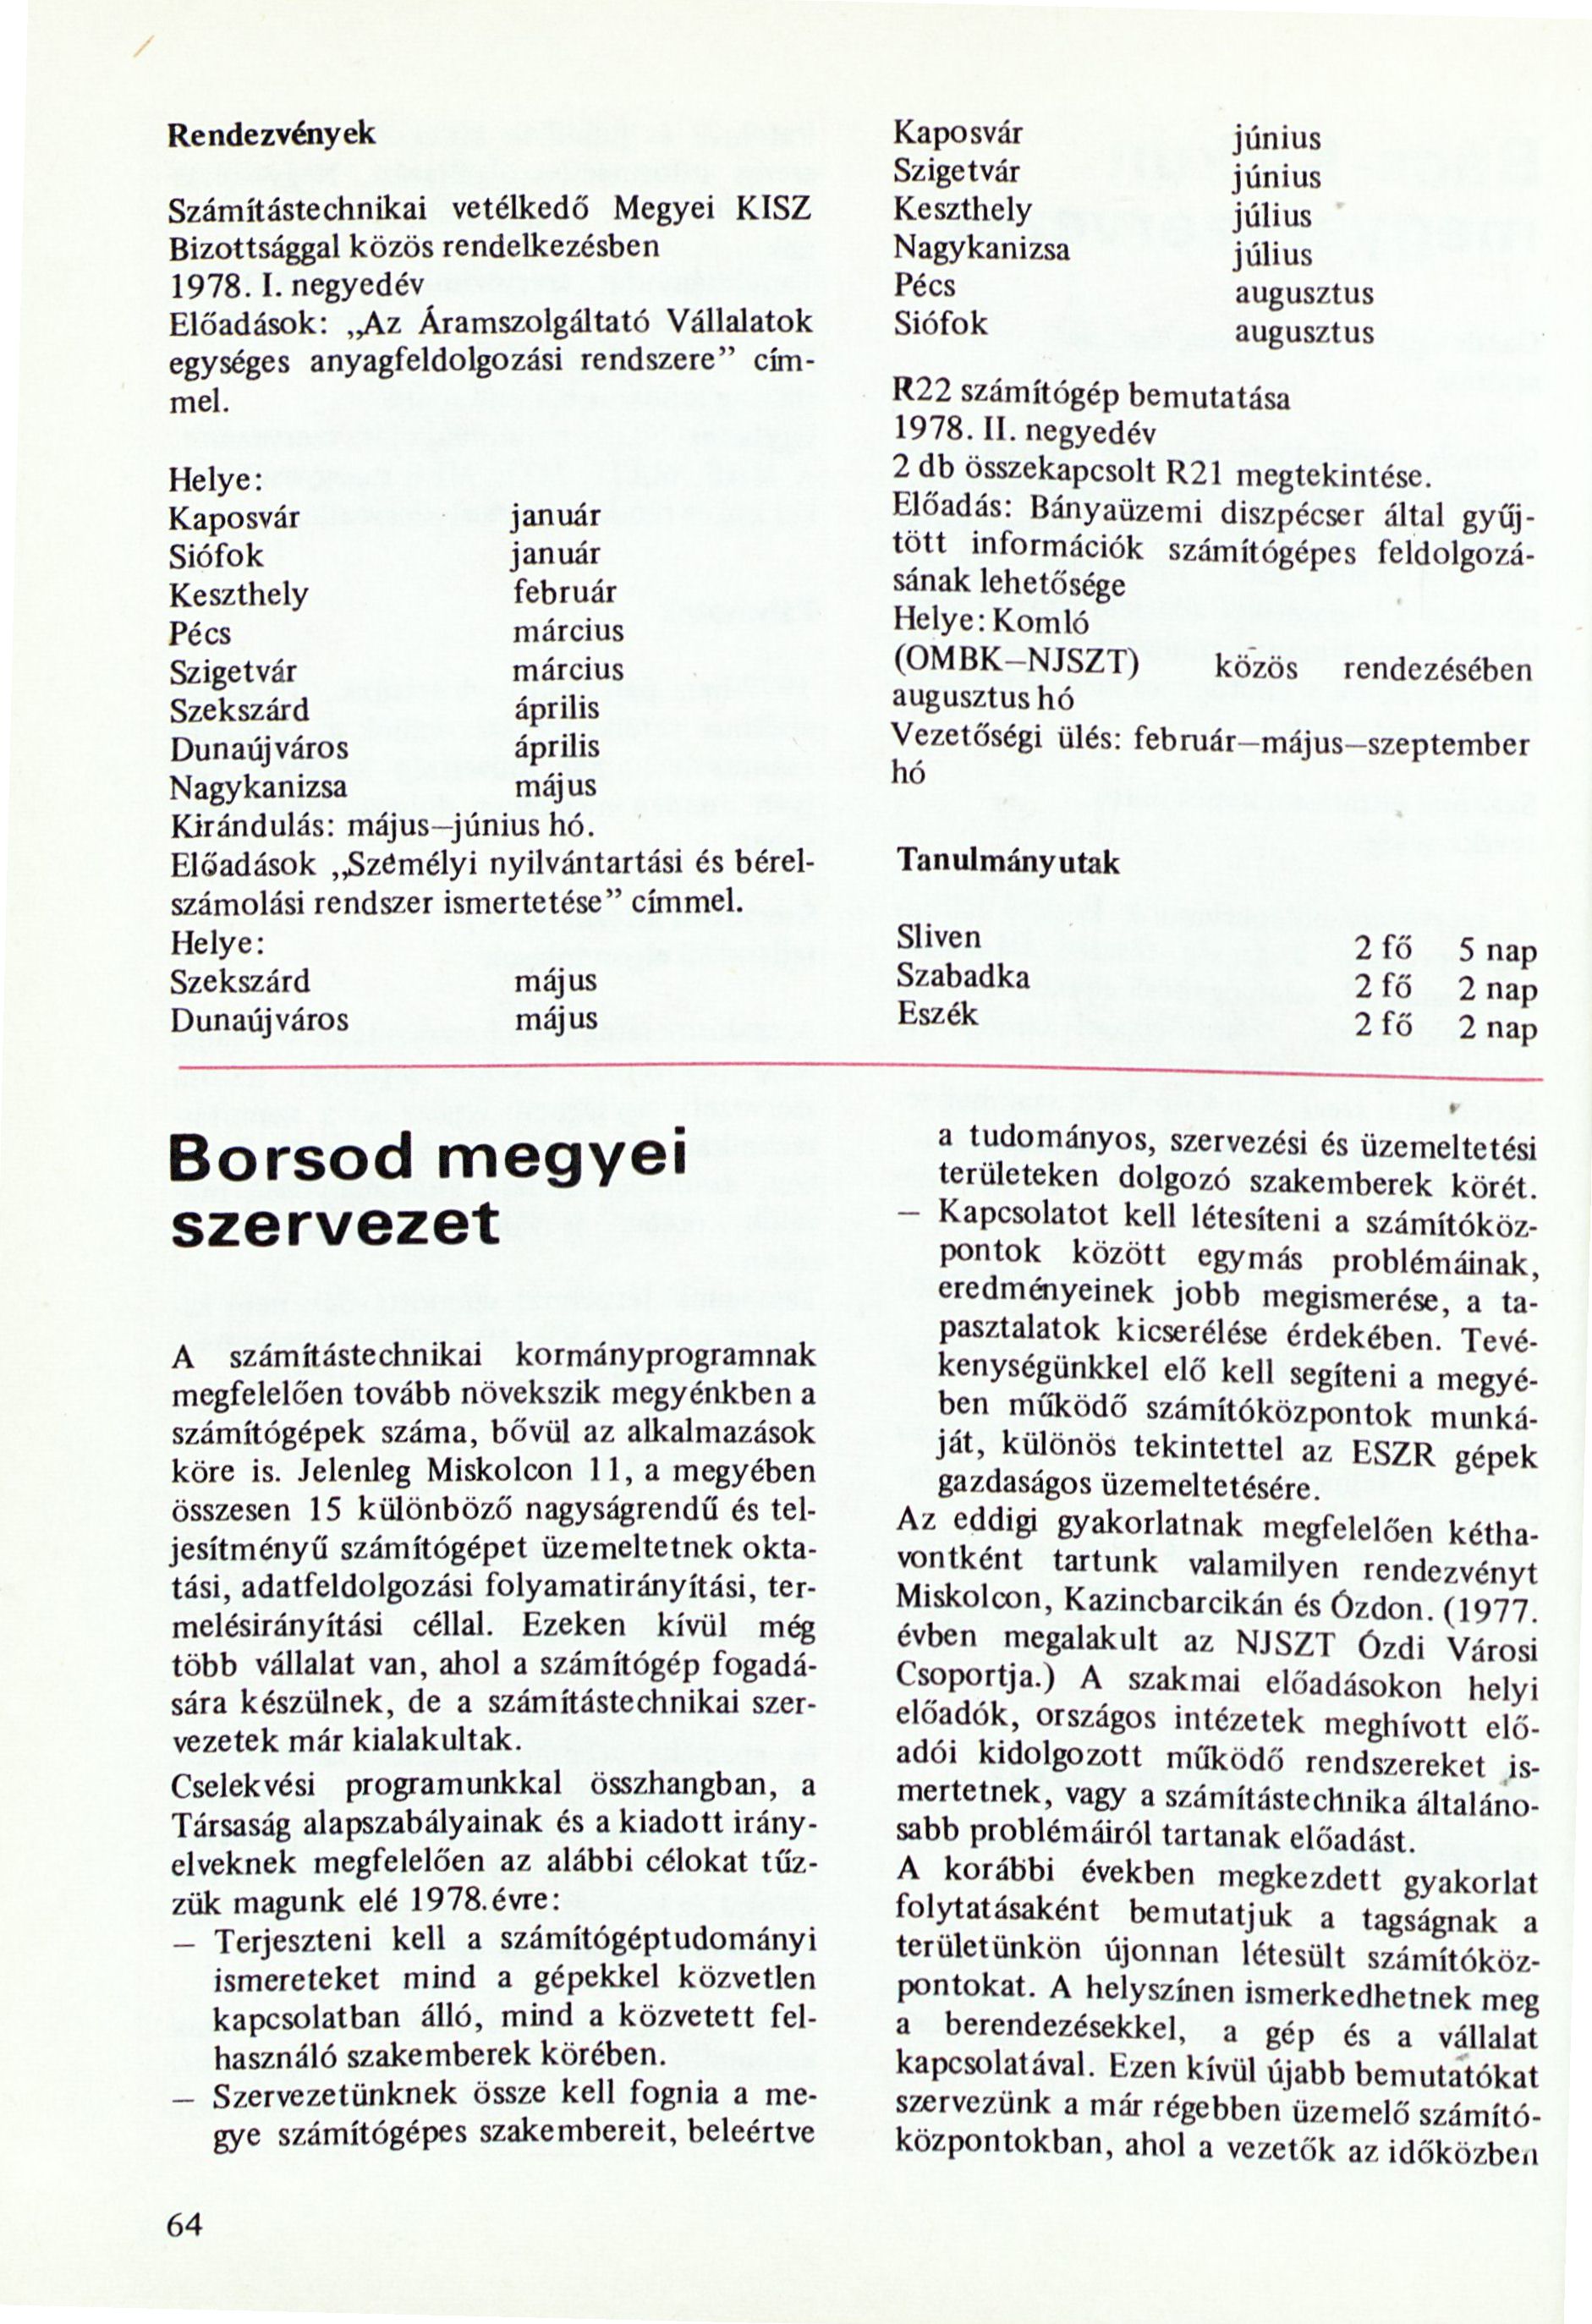 Rendezvények
Számítástechnikai vetélkedő Megyei KISZ
Bizottsággal közös rendelkezésben
1978. I. negyedév
Előadások: „Az Áramszolgáltató Vállalatok
egységes anyagfeldolgozási rendszere” cím-
mel.
Helye:
Kaposvár január
Siófok január
Keszthely február
Pécs március
Szigetvár március
Szekszárd április
Dunaújváros április
Nagykanizsa május
Kirándulás: május—június hó.
Előadások „Személyi nyilvántartási és bérel-
számolási rendszer ismertetése” címmel.
Helye:
Szekszárd május
Dunaújváros május
Kaposvár június
Szigetvár június
Keszthely július
Nagykanizsa július
Pécs augusztus
Siófok augusztus
R22 számítógép bemutatása
1978. II. negyedév
2 db összekapcsolt R21 megtekintése.
Előadás: Bányaüzemi diszpécser által gyűj-
tött információk számítógépes feldolgozá-
sának lehetősége
Helye: Komló
(OMBK—NJSZT) közös rendezésében
augusztus hó
Vezetőségi ülés: február—május—szeptember
hó
Tanulmányutak
Sliven 2 fő 5 nap
Szabadka 2 fő 2 nap
Eszék 2 fő 2 nap
Borsod megyei
szervezet
A számítástechnikai kormányprogramnak
megfelelően tovább növekszik megyénkben a
számítógépek száma, bővül az alkalmazások
köre is. Jelenleg Miskolcon 11, a megyében
összesen 15 különböző nagyságrendű és tel-
jesítményű számítógépet üzemeltetnek okta-
tási, adatfeldolgozási folyamatirányítási, ter-
melésirányítási céllal. Ezeken kívül még
több vállalat van, ahol a számítógép fogadá-
sára készülnek, de a számítástechnikai szer-
vezetek már kialakultak.
Cselekvési programunkkal összhangban, a
Társaság alapszabályainak és a kiadott irány-
elveknek megfelelően az alábbi célokat tűz-
zük magunk elé 1978.évre:
— Terjeszteni kell a számítógéptudományi
ismereteket mind a gépekkel közvetlen
kapcsolatban álló, mind a közvetett fel-
használó szakemberek körében.
— Szervezetünknek össze kell fognia a me-
gye számítógépes szakembereit, beleértve
a tudományos, szervezési és üzemeltetési
területeken dolgozó szakemberek körét.
— Kapcsolatot kell létesíteni a számítóköz-
pontok között egymás problémáinak,
eredményeinek jobb megismerése, a ta-
pasztalatok kicserélése érdekében. Tevé-
kenységünkkel elő kell segíteni a megyé-
ben működő számítóközpontok munká-
ját, különös tekintettel az ESZR gépek
gazdaságos üzemeltetésére.
Az eddigi gyakorlatnak megfelelően kétha-
vontként tartunk valamilyen rendezvényt
Miskolcon, Kazincbarcikán és Ózdon. (1977.
évben megalakult az NJSZT Ózdi Városi
Csoportja.) A szakmai előadásokon helyi
előadók, országos intézetek meghívott elő-
adói kidolgozott működő rendszereket is-
mertetnek, vagy a számítástechnika általáno-
sabb problémáiról tartanak előadást.
A korábbi években megkezdett gyakorlat
folytatásaként bemutatjuk a tagságnak a
területünkön újonnan létesült számítóköz-
pontokat. A helyszínen ismerkedhetnek meg
a berendezésekkel, a gép és a vállalat
kapcsolatával. Ezen kívül újabb bemutatókat
szervezünk a már régebben üzemelő számító-
központokban, ahol a vezetők az időközben
64